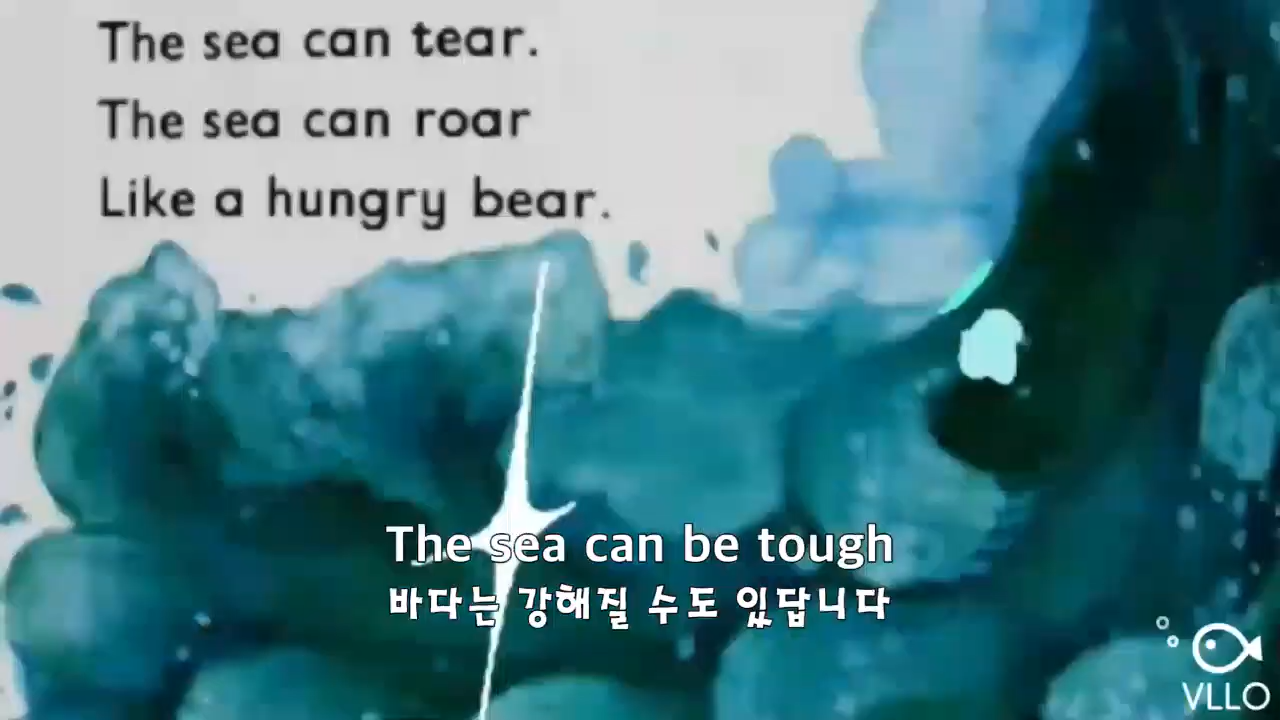 The sea can tear.
The sea can roar
Like a hungry bear.
The sea can be tough
바다는 강해질 수도 있답니다
VLLO